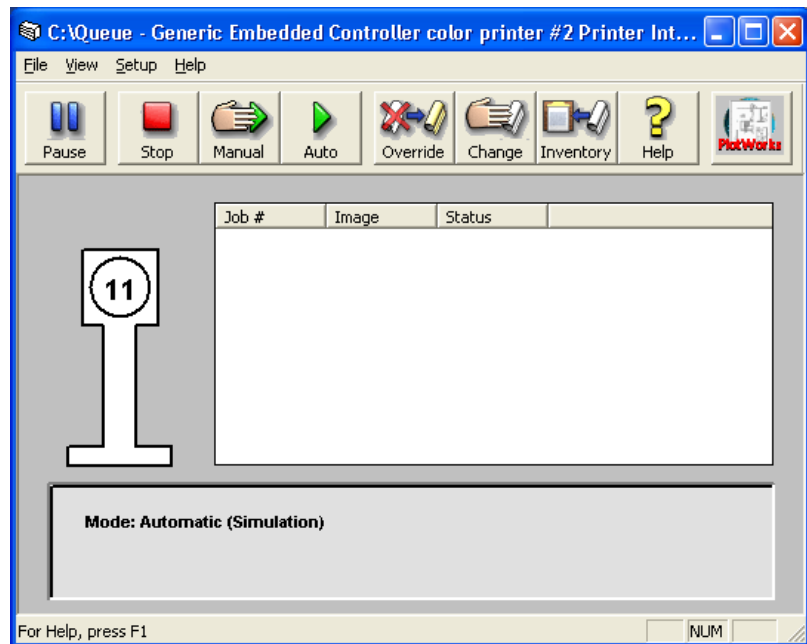 C:\Queue - Generic Embedded Controller color printer #2 Printer Int...
File View Setup Help
Pause Stop Manual Auto Override Change Inventory Help PlotWorks
Job # Image Status
11
Mode: Automatic (Simulation)
For Help, press F1 NUM